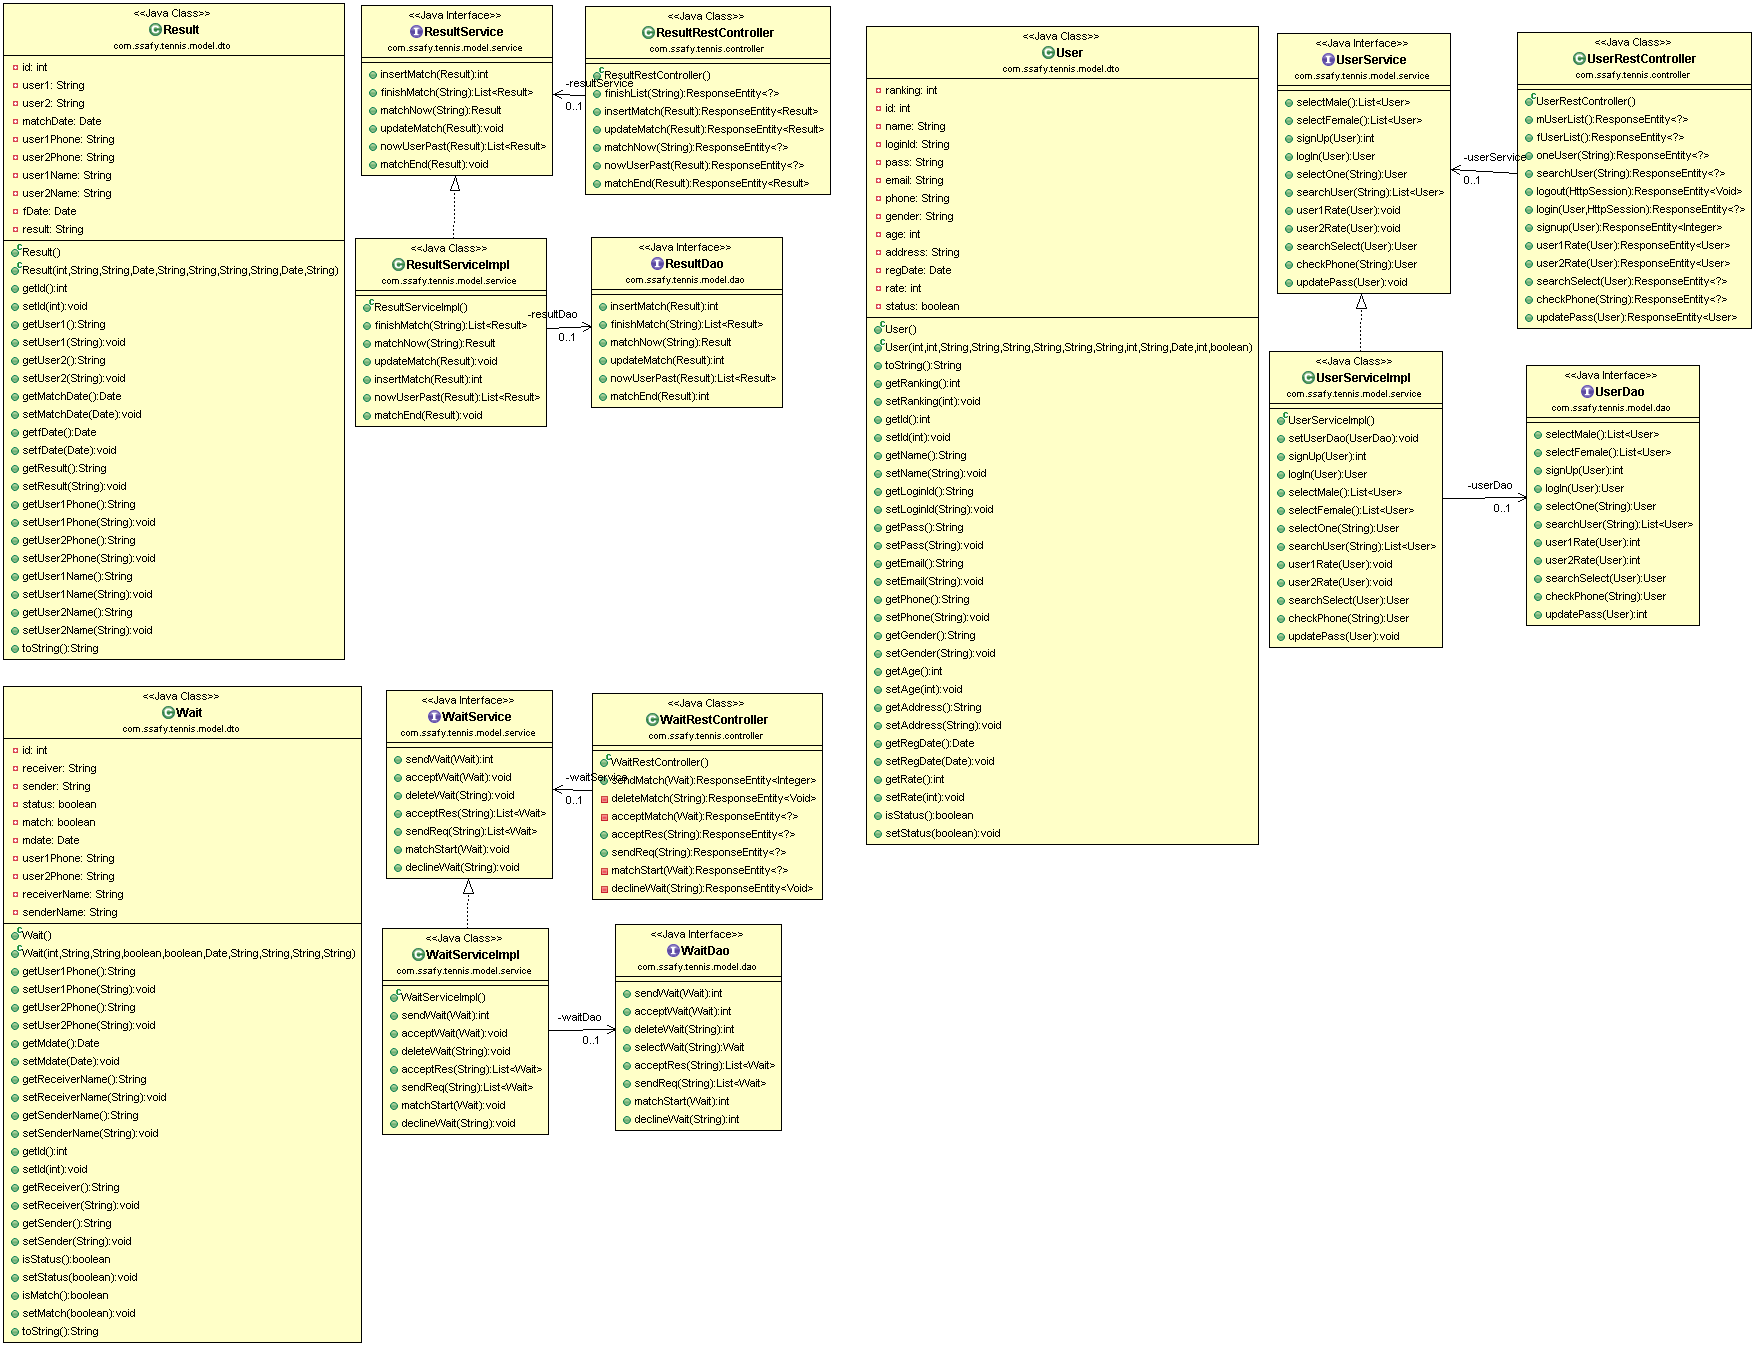 <<Java Class>>
Result
com.ssafy.tennis.model.dto
id: int
user1: String
user2: String
matchDate: Date
user1Phone: String
user2Phone: String
user1Name: String
user2Name: String
fDate: Date
result: String
Result()
Result(int,String,String,Date,String,String,String,String,Date,String)
getId():int
setId(int):void
getUser1():String
setUser1(String):void
getUser2():String
setUser2(String):void
getMatchDate():Date
setMatchDate(Date):void
getfDate():Date
setfDate(Date):void
getResult():String
setResult(String):void
getUser1Phone():String
setUser1Phone(String):void
getUser2Phone():String
setUser2Phone(String):void
getUser1Name():String
setUser1Name(String):void
getUser2Name():String
setUser2Name(String):void
toString():String
<<Java Interface>>
ResultService
com.ssafy.tennis.model.service
insertMatch(Result):int
finishMatch(String):List<Result>
matchNow(String):Result
updateMatch(Result):void
nowUserPast(Result):List<Result>
matchEnd(Result):void
-resultService
0..1
<<Java Class>>
ResultRestController
com.ssafy.tennis.controller
ResultRestController()
finishList(String):ResponseEntity<?>
insertMatch(Result):ResponseEntity<Result>
updateMatch(Result):ResponseEntity<Result>
matchNow(String):ResponseEntity<?>
nowUserPast(Result):ResponseEntity<?>
matchEnd(Result):ResponseEntity<Result>
<<Java Class>>
ResultServiceImpl
com.ssafy.tennis.model.service
ResultServiceImpl()
finishMatch(String):List<Result>
matchNow(String):Result
updateMatch(Result):void
insertMatch(Result):int
nowUserPast(Result):List<Result>
matchEnd(Result):void
-resultDao
0..1
<<Java Interface>>
ResultDao
com.ssafy.tennis.model.dao
insertMatch(Result):int
finishMatch(String):List<Result>
matchNow(String):Result
updateMatch(Result):int
nowUserPast(Result):List<Result>
matchEnd(Result):int
<<Java Class>>
User
com.ssafy.tennis.model.dto
ranking: int
id: int
name: String
loginId: String
pass: String
email: String
phone: String
gender: String
age: int
address: String
regDate: Date
rate: int
status: boolean
User()
User(int,int,String,String,String,String,String,String,int,String,Date,int,boolean)
toString():String
getRanking():int
setRanking(int):void
getId():int
setId(int):void
getName():String
setName(String):void
getLoginId():String
setLoginId(String):void
getPass():String
setPass(String):void
getEmail():String
setEmail(String):void
getPhone():String
setPhone(String):void
getGender():String
setGender(String):void
getAge():int
setAge(int):void
getAddress():String
setAddress(String):void
getRegDate():Date
setRegDate(Date):void
getRate():int
setRate(int):void
isStatus():boolean
setStatus(boolean):void
<<Java Interface>>
UserService
com.ssafy.tennis.model.service
selectMale():List<User>
selectFemale():List<User>
signUp(User):int
logIn(User):User
selectOne(String):User
searchUser(String):List<User>
user1Rate(User):void
user2Rate(User):void
searchSelect(User):User
checkPhone(String):User
updatePass(User):void
-userService
0..1
<<Java Class>>
UserRestController
com.ssafy.tennis.controller
UserRestController()
mUserList():ResponseEntity<?>
fUserList():ResponseEntity<?>
oneUser(String):ResponseEntity<?>
searchUser(String):ResponseEntity<?>
logout(HttpSession):ResponseEntity<Void>
login(User,HttpSession):ResponseEntity<?>
signup(User):ResponseEntity<Integer>
user1Rate(User):ResponseEntity<User>
user2Rate(User):ResponseEntity<User>
searchSelect(User):ResponseEntity<?>
checkPhone(String):ResponseEntity<?>
updatePass(User):ResponseEntity<User>
<<Java Class>>
UserServiceImpl
com.ssafy.tennis.model.service
UserServiceImpl()
setUserDao(UserDao):void
signUp(User):int
logIn(User):User
selectMale():List<User>
selectFemale():List<User>
selectOne(String):User
searchUser(String):List<User>
user1Rate(User):void
user2Rate(User):void
searchSelect(User):User
checkPhone(String):User
updatePass(User):void
-userDao
0..1
<<Java Interface>>
UserDao
com.ssafy.tennis.model.dao
selectMale():List<User>
selectFemale():List<User>
signUp(User):int
logIn(User):User
selectOne(String):User
searchUser(String):List<User>
user1Rate(User):int
user2Rate(User):int
searchSelect(User):User
checkPhone(String):User
updatePass(User):int
<<Java Class>>
Wait
com.ssafy.tennis.model.dto
id: int
receiver: String
sender: String
status: boolean
match: boolean
mdate: Date
user1Phone: String
user2Phone: String
receiverName: String
senderName: String
Wait()
Wait(int,String,String,boolean,boolean,Date,String,String,String,String)
getUser1Phone():String
setUser1Phone(String):void
getUser2Phone():String
setUser2Phone(String):void
getMdate():Date
setMdate(Date):void
getReceiverName():String
setReceiverName(String):void
getSenderName():String
setSenderName(String):void
getId():int
setId(int):void
getReceiver():String
setReceiver(String):void
getSender():String
setSender(String):void
isStatus():boolean
setStatus(boolean):void
isMatch():boolean
setMatch(boolean):void
toString():String
<<Java Interface>>
WaitService
com.ssafy.tennis.model.service
sendWait(Wait):int
acceptWait(Wait):void
deleteWait(String):void
acceptRes(String):List<Wait>
sendReq(String):List<Wait>
matchStart(Wait):void
declineWait(String):void
-waitService
0..1
<<Java Class>>
WaitRestController
com.ssafy.tennis.controller
WaitRestController()
sendMatch(Wait):ResponseEntity<Integer>
deleteMatch(String):ResponseEntity<Void>
acceptMatch(Wait):ResponseEntity<?>
acceptRes(String):ResponseEntity<?>
sendReq(String):ResponseEntity<?>
matchStart(Wait):ResponseEntity<?>
declineWait(String):ResponseEntity<Void>
<<Java Class>>
WaitServiceImpl
com.ssafy.tennis.model.service
WaitServiceImpl()
sendWait(Wait):int
acceptWait(Wait):void
deleteWait(String):void
acceptRes(String):List<Wait>
sendReq(String):List<Wait>
matchStart(Wait):void
declineWait(String):void
-waitDao
0..1
<<Java Interface>>
WaitDao
com.ssafy.tennis.model.dao
sendWait(Wait):int
acceptWait(Wait):int
deleteWait(String):int
selectWait(String):Wait
acceptRes(String):List<Wait>
sendReq(String):List<Wait>
matchStart(Wait):int
declineWait(String):int